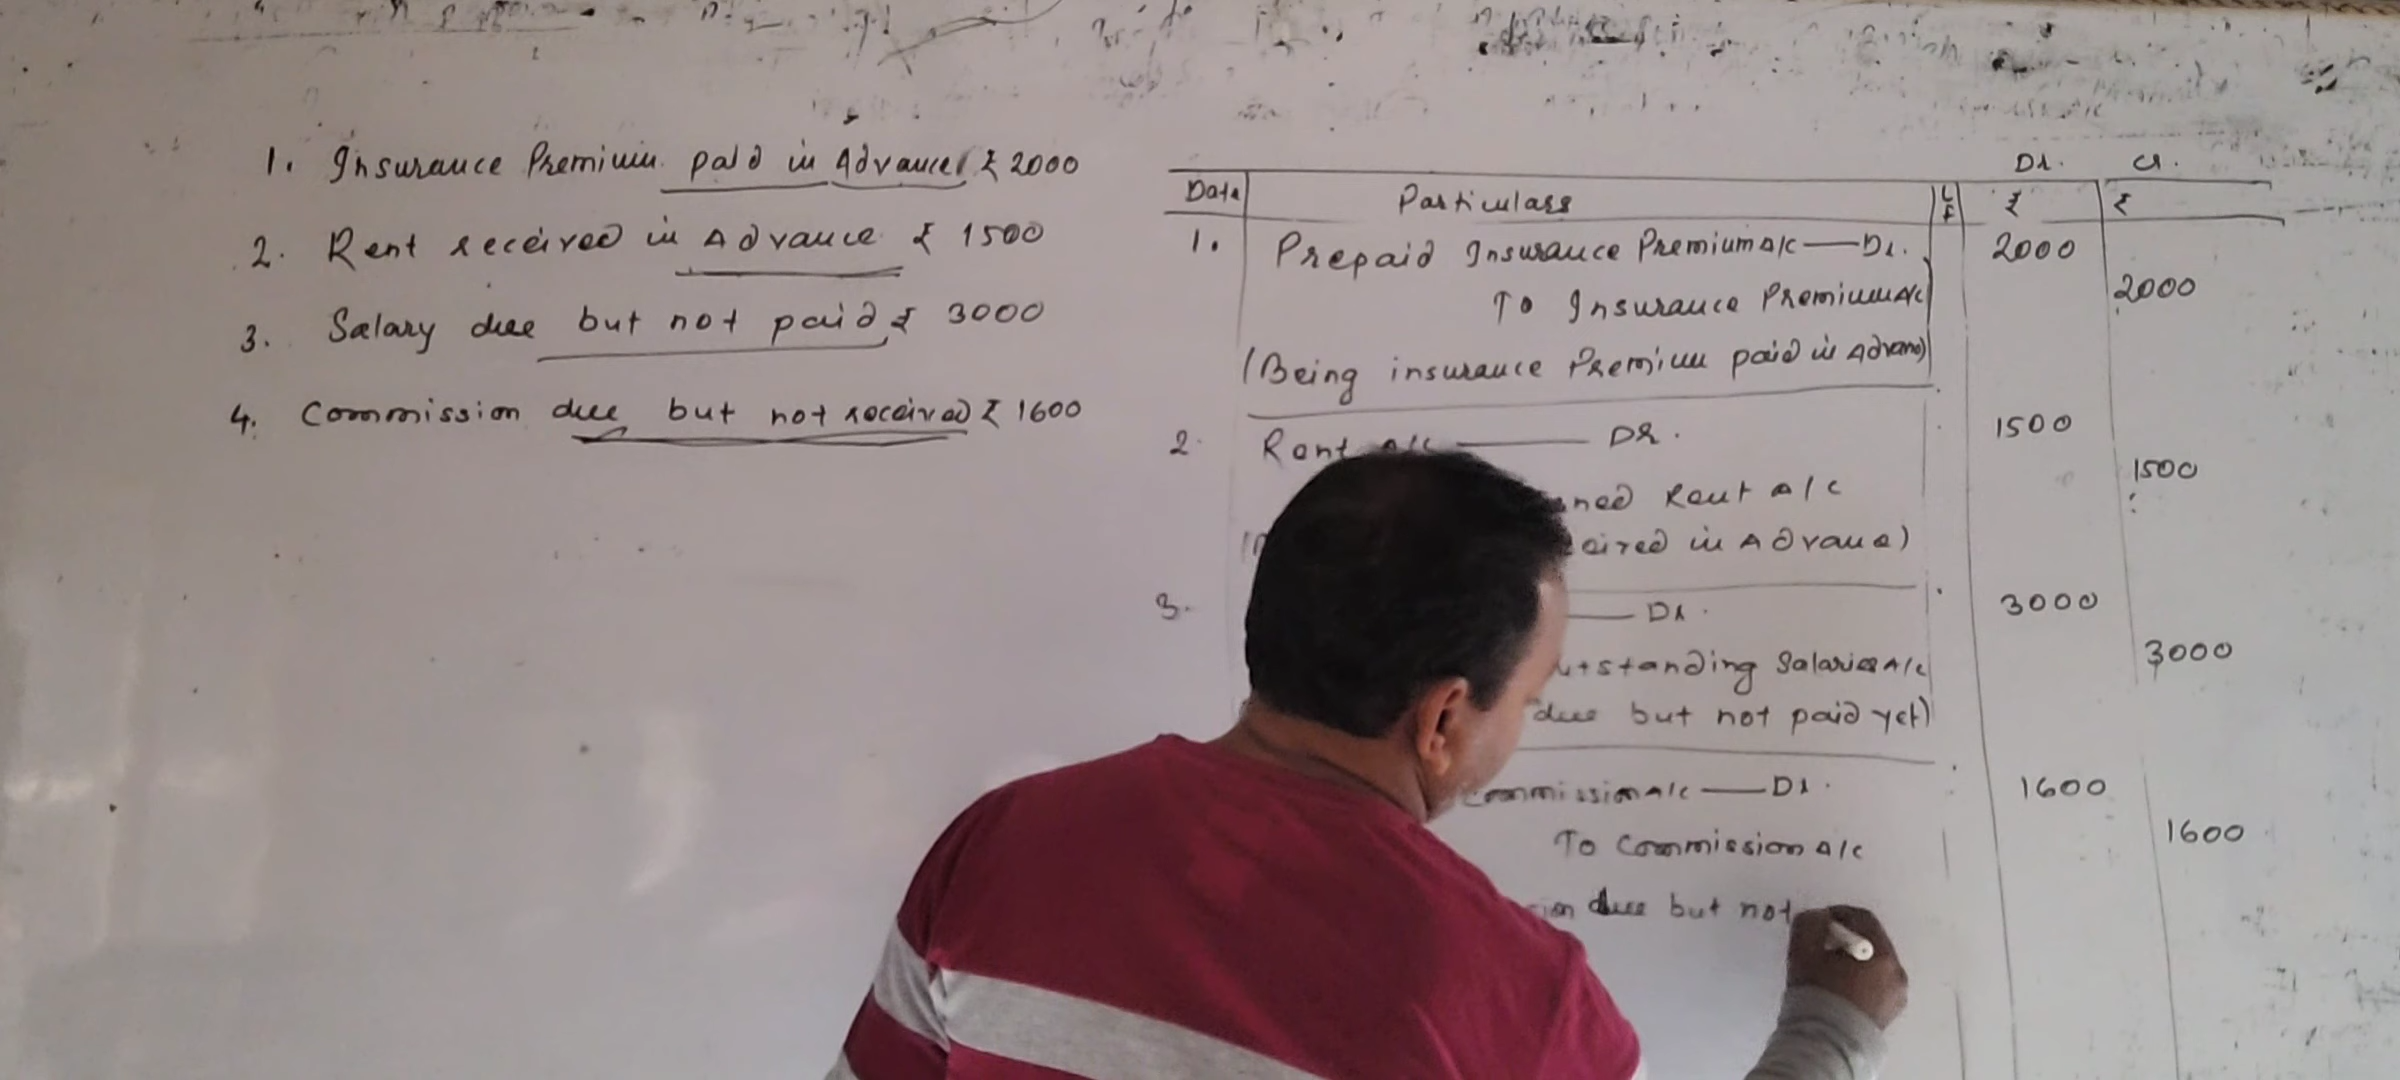 1. Insurance Premium paid in Advance ₹ 2000
2. Rent received in Advance ₹ 1500
3. Salary due but not paid ₹ 3000
4. Commission due but not received ₹ 1600
Dr. Cr.
Date Particulars LF ₹ ₹
1. Prepaid Insurance Premium A/c — Dr. 2000
To Insurance Premium A/c 2000
(Being insurance Premium paid in Advance)
2. Rent A/c — Dr. 1500
Rent A/c 1500
in Advance)
3. — Dr. 3000
Salaries A/c 3000
due but not paid yet)
Commission A/c — Dr. 1600
To Commission A/c 1600
due but not